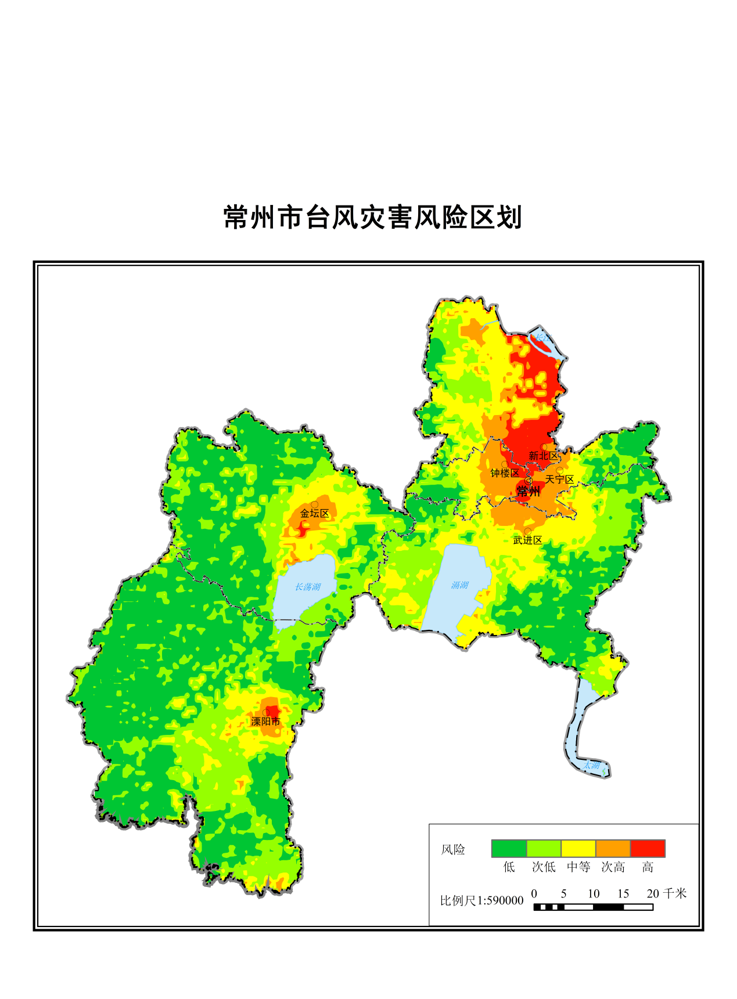 常州市台风灾害风险区划
长江
新北区
钟楼区
天宁区
常州
金坛区
武进区
长荡湖
滆湖
溧阳市
太湖
风险
低 次低 中等 次高 高
比例尺1:590000 0 5 10 15 20 千米